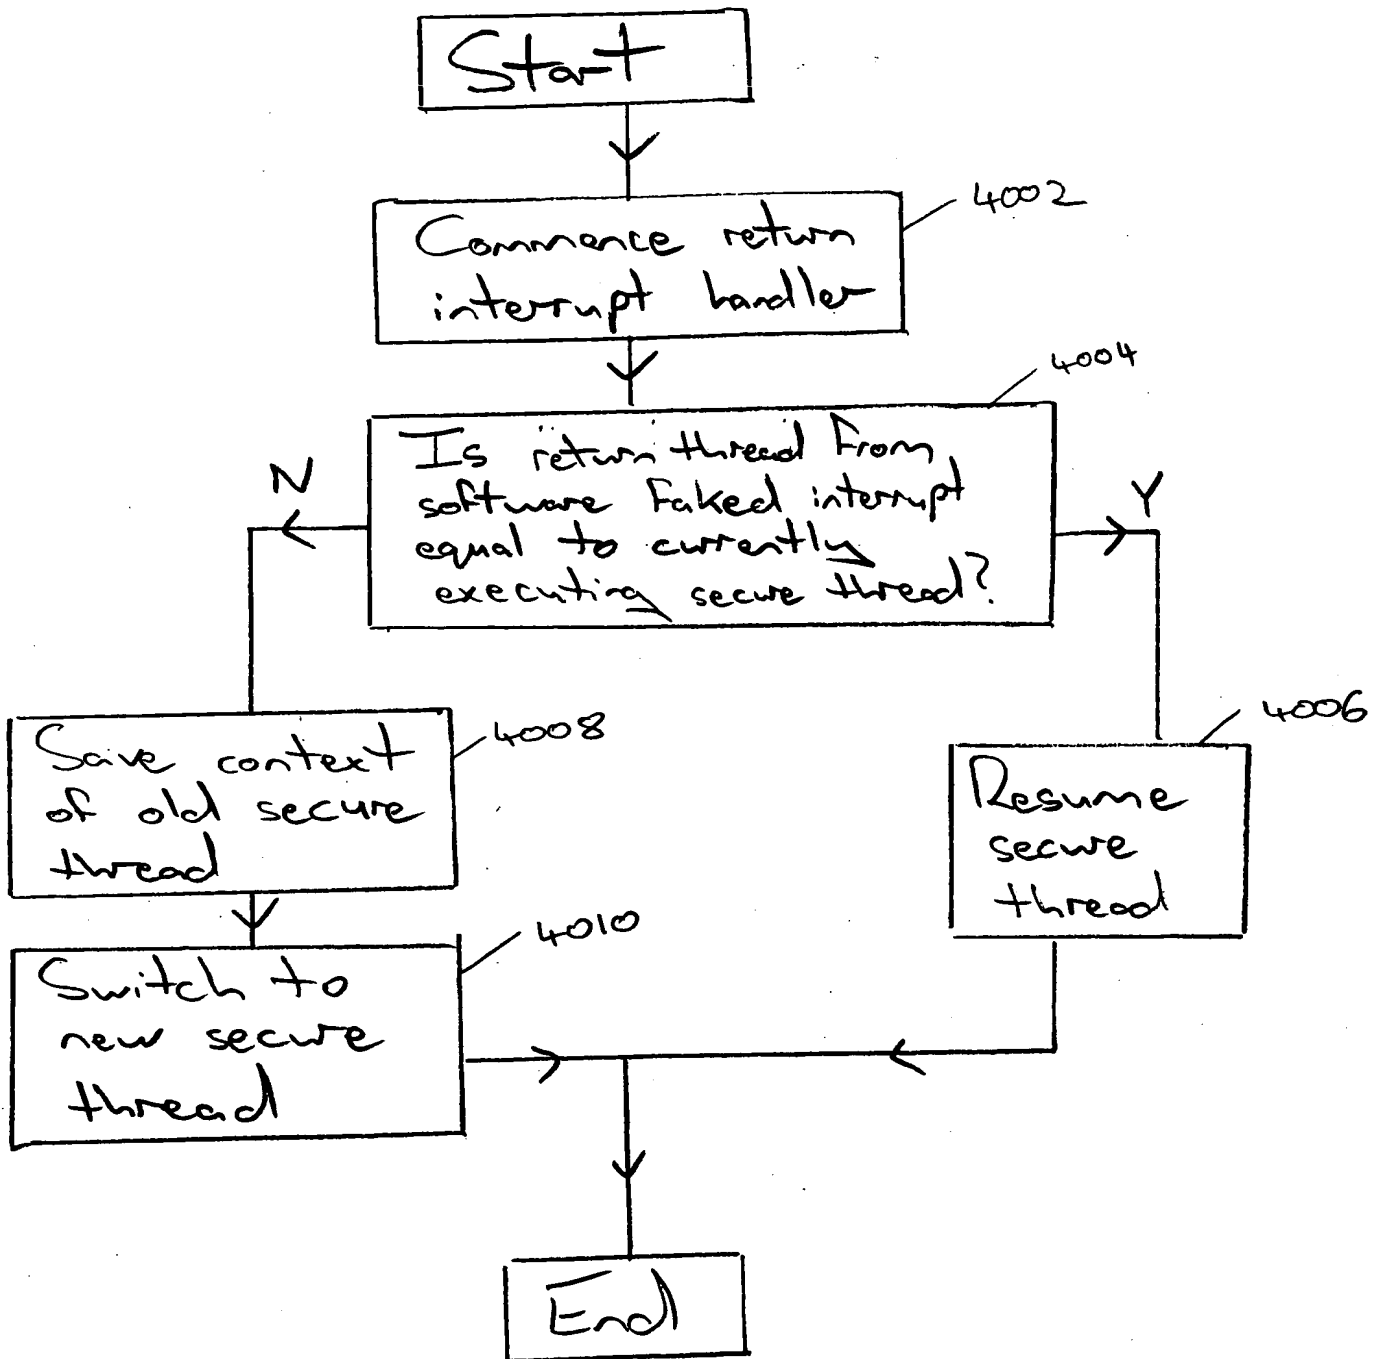 Start
4002
Commence return
interrupt handler
4004
Is return thread from
software faked interrupt
equal to currently
executing secure thread?
N
Y
4008
Save context
of old secure
thread
4006
Resume
secure
thread
4010
Switch to
new secure
thread
End